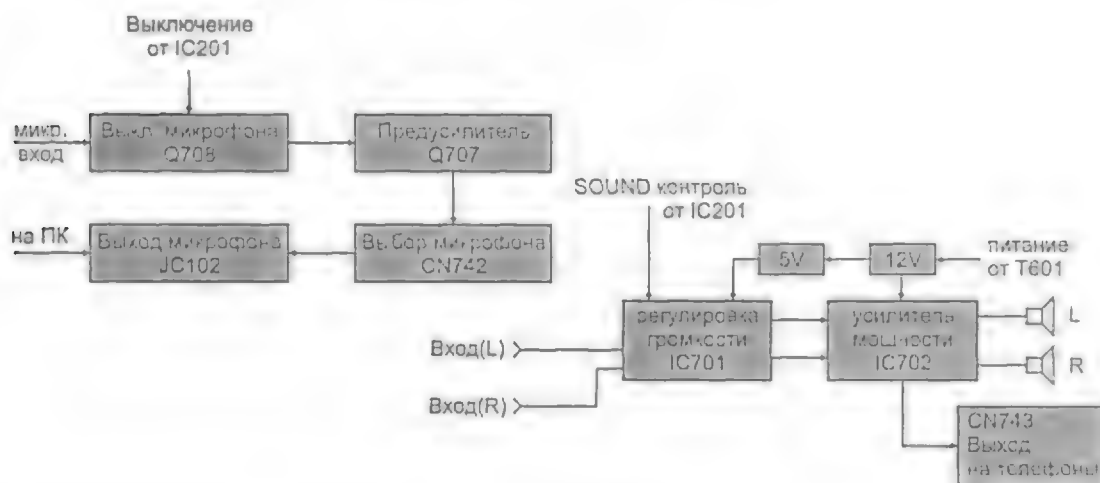 Выключение
от IC201
микр.
вход
Выкл. микрофона
Q708
Предусилитель
Q707
на ПК
Выход микрофона
JC102
Выбор микрофона
CN742
SOUND контроль
от IC201
5V
12V
питание
от T601
Вход(L)
Вход(R)
регулировка
громкости
IC701
усилитель
мощности
IC702
L
R
CN743
Выход
на телефоны